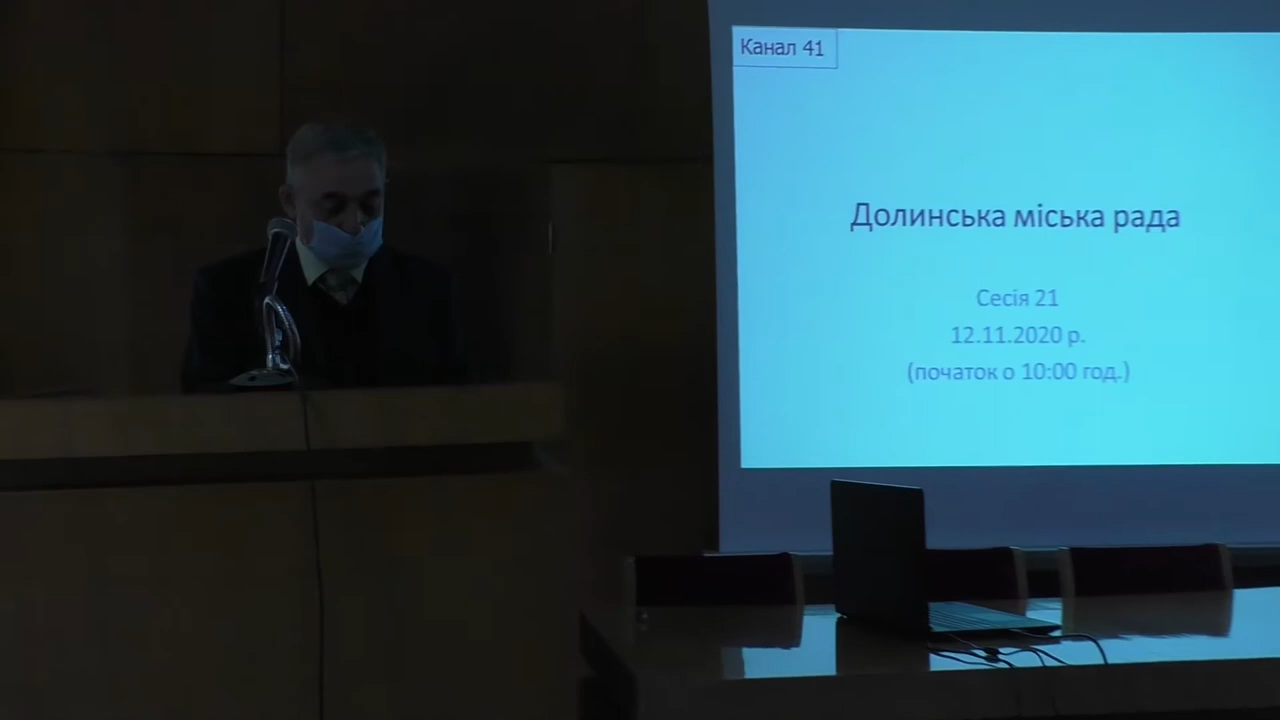 Канал 41
Долинська міська рада
Сесія 21
12.11.2020 р.
(початок о 10:00 год.)